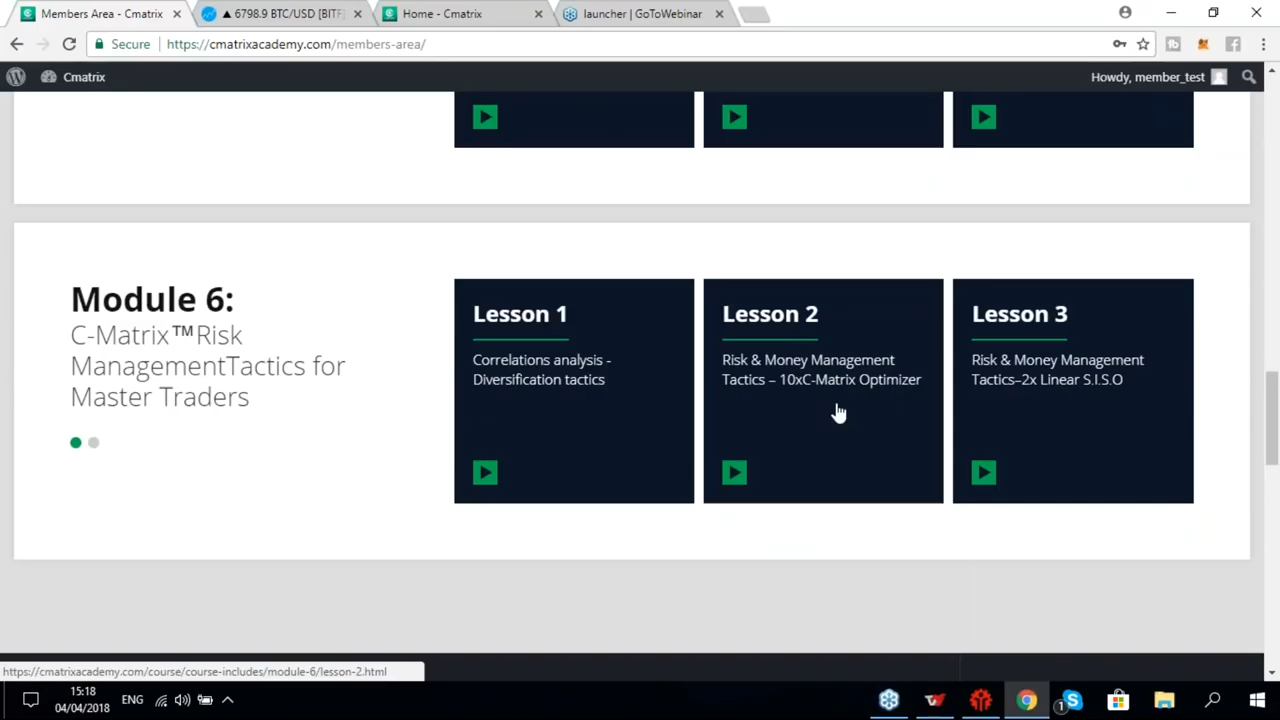 Members Area - Cmatrix
▲ 6798.9 BTC/USD [BITF
Home - Cmatrix
launcher | GoToWebinar
Secure
https://cmatrixacademy.com/members-area/
Cmatrix
Howdy, member_test
Module 6:
C-Matrix™Risk
ManagementTactics for
Master Traders
Lesson 1
Correlations analysis -
Diversification tactics
Lesson 2
Risk & Money Management
Tactics – 10xC-Matrix Optimizer
Lesson 3
Risk & Money Management
Tactics–2x Linear S.I.S.O
https://cmatrixacademy.com/course/course-includes/module-6/lesson-2.html
15:18
04/04/2018
ENG
1